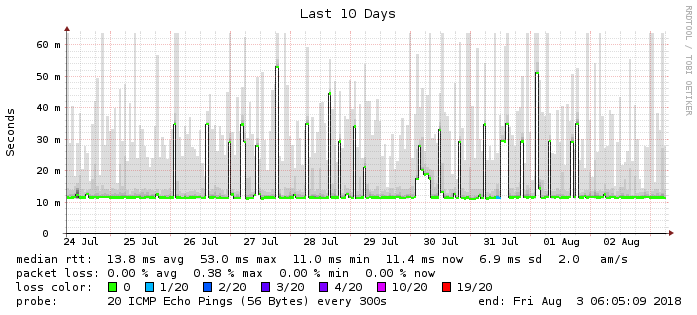 Last 10 Days
RRDTOOL / TOBI OETIKER
Seconds
60 m
50 m
40 m
30 m
20 m
10 m
0
24 Jul 25 Jul 26 Jul 27 Jul 28 Jul 29 Jul 30 Jul 31 Jul 01 Aug 02 Aug
median rtt: 13.8 ms avg 53.0 ms max 11.0 ms min 11.4 ms now 6.9 ms sd 2.0 am/s
packet loss: 0.00 % avg 0.38 % max 0.00 % min 0.00 % now
loss color: 0 1/20 2/20 3/20 4/20 10/20 19/20
probe: 20 ICMP Echo Pings (56 Bytes) every 300s end: Fri Aug 3 06:05:09 2018